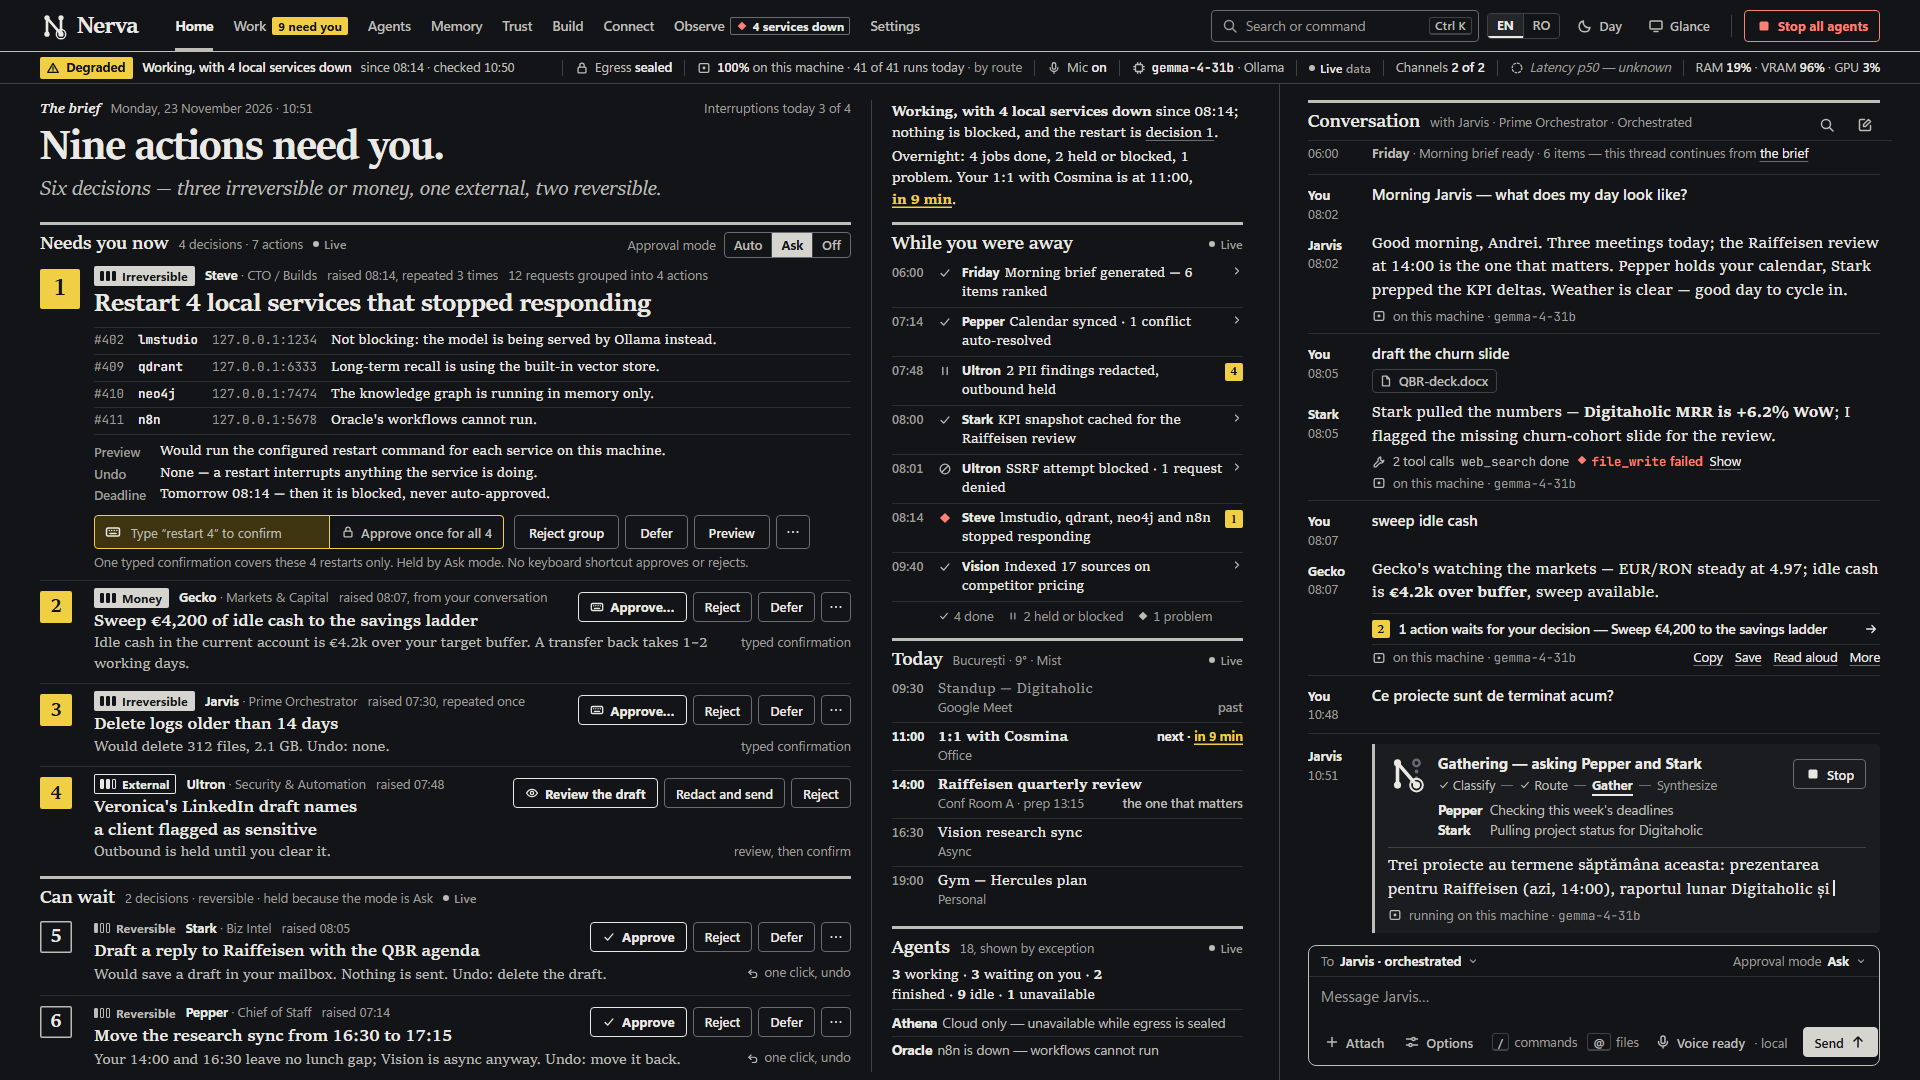 Nerva
Home
Work 9 need you
Agents
Memory
Trust
Build
Connect
Observe 4 services down
Settings
Search or command Ctrl K
EN RO
Day
Glance
Stop all agents
Degraded Working, with 4 local services down since 08:14 · checked 10:50
Egress sealed
100% on this machine · 41 of 41 runs today · by route
Mic on
gemma-4-31b · Ollama
Live data
Channels 2 of 2
Latency p50 — unknown
RAM 19% · VRAM 96% · GPU 3%
The brief Monday, 23 November 2026 · 10:51
Interruptions today 3 of 4
Nine actions need you.
Six decisions — three irreversible or money, one external, two reversible.
Needs you now 4 decisions · 7 actions Live
Approval mode Auto Ask Off
1 Irreversible Steve · CTO / Builds raised 08:14, repeated 3 times 12 requests grouped into 4 actions
Restart 4 local services that stopped responding
#402 lmstudio 127.0.0.1:1234 Not blocking: the model is being served by Ollama instead.
#409 qdrant 127.0.0.1:6333 Long-term recall is using the built-in vector store.
#410 neo4j 127.0.0.1:7474 The knowledge graph is running in memory only.
#411 n8n 127.0.0.1:5678 Oracle's workflows cannot run.
Preview Would run the configured restart command for each service on this machine.
Undo None — a restart interrupts anything the service is doing.
Deadline Tomorrow 08:14 — then it is blocked, never auto-approved.
Type “restart 4” to confirm Approve once for all 4 Reject group Defer Preview ···
One typed confirmation covers these 4 restarts only. Held by Ask mode. No keyboard shortcut approves or rejects.
2 Money Gecko · Markets & Capital raised 08:07, from your conversation
Approve... Reject Defer ···
Sweep €4,200 of idle cash to the savings ladder
Idle cash in the current account is €4.2k over your target buffer. A transfer back takes 1–2
working days.
typed confirmation
3 Irreversible Jarvis · Prime Orchestrator raised 07:30, repeated once
Approve... Reject Defer ···
Delete logs older than 14 days
Would delete 312 files, 2.1 GB. Undo: none.
typed confirmation
4 External Ultron · Security & Automation raised 07:48
Review the draft Redact and send Reject
Veronica's LinkedIn draft names
a client flagged as sensitive
Outbound is held until you clear it.
review, then confirm
Can wait 2 decisions · reversible · held because the mode is Ask Live
5 Reversible Stark · Biz Intel raised 08:05
Approve Reject Defer ···
Draft a reply to Raiffeisen with the QBR agenda
Would save a draft in your mailbox. Nothing is sent. Undo: delete the draft.
one click, undo
6 Reversible Pepper · Chief of Staff raised 07:14
Approve Reject Defer ···
Move the research sync from 16:30 to 17:15
Your 14:00 and 16:30 leave no lunch gap; Vision is async anyway. Undo: move it back.
one click, undo
Working, with 4 local services down since 08:14;
nothing is blocked, and the restart is decision 1.
Overnight: 4 jobs done, 2 held or blocked, 1
problem. Your 1:1 with Cosmina is at 11:00,
in 9 min.
While you were away Live
06:00 Friday Morning brief generated — 6
items ranked
07:14 Pepper Calendar synced · 1 conflict
auto-resolved
07:48 Ultron 2 PII findings redacted, 4
outbound held
08:00 Stark KPI snapshot cached for the
Raiffeisen review
08:01 Ultron SSRF attempt blocked · 1 request
denied
08:14 Steve lmstudio, qdrant, neo4j and n8n 1
stopped responding
09:40 Vision Indexed 17 sources on
competitor pricing
4 done 2 held or blocked 1 problem
Today București · 9° · Mist Live
09:30 Standup — Digitaholic
Google Meet past
11:00 1:1 with Cosmina next · in 9 min
Office
14:00 Raiffeisen quarterly review
Conf Room A · prep 13:15 the one that matters
16:30 Vision research sync
Async
19:00 Gym — Hercules plan
Personal
Agents 18, shown by exception Live
3 working · 3 waiting on you · 2
finished · 9 idle · 1 unavailable
Athena Cloud only — unavailable while egress is sealed
Oracle n8n is down — workflows cannot run
Conversation with Jarvis · Prime Orchestrator · Orchestrated
06:00 Friday · Morning brief ready · 6 items — this thread continues from the brief
You Morning Jarvis — what does my day look like?
08:02
Jarvis Good morning, Andrei. Three meetings today; the Raiffeisen review
08:02 at 14:00 is the one that matters. Pepper holds your calendar, Stark
prepped the KPI deltas. Weather is clear — good day to cycle in.
on this machine · gemma-4-31b
You draft the churn slide
08:05
QBR-deck.docx
Stark Stark pulled the numbers — Digitaholic MRR is +6.2% WoW; I
08:05 flagged the missing churn-cohort slide for the review.
2 tool calls web_search done file_write failed Show
on this machine · gemma-4-31b
You sweep idle cash
08:07
Gecko Gecko's watching the markets — EUR/RON steady at 4.97; idle cash
08:07 is €4.2k over buffer, sweep available.
2 1 action waits for your decision — Sweep €4,200 to the savings ladder
on this machine · gemma-4-31b Copy Save Read aloud More
You Ce proiecte sunt de terminat acum?
10:48
Jarvis Gathering — asking Pepper and Stark
10:51 Classify — Route — Gather — Synthesize
Stop
Pepper Checking this week's deadlines
Stark Pulling project status for Digitaholic
Trei proiecte au termene săptămâna aceasta: prezentarea
pentru Raiffeisen (azi, 14:00), raportul lunar Digitaholic și
running on this machine · gemma-4-31b
To Jarvis · orchestrated Approval mode Ask
Message Jarvis...
Attach Options / commands @ files Voice ready · local Send